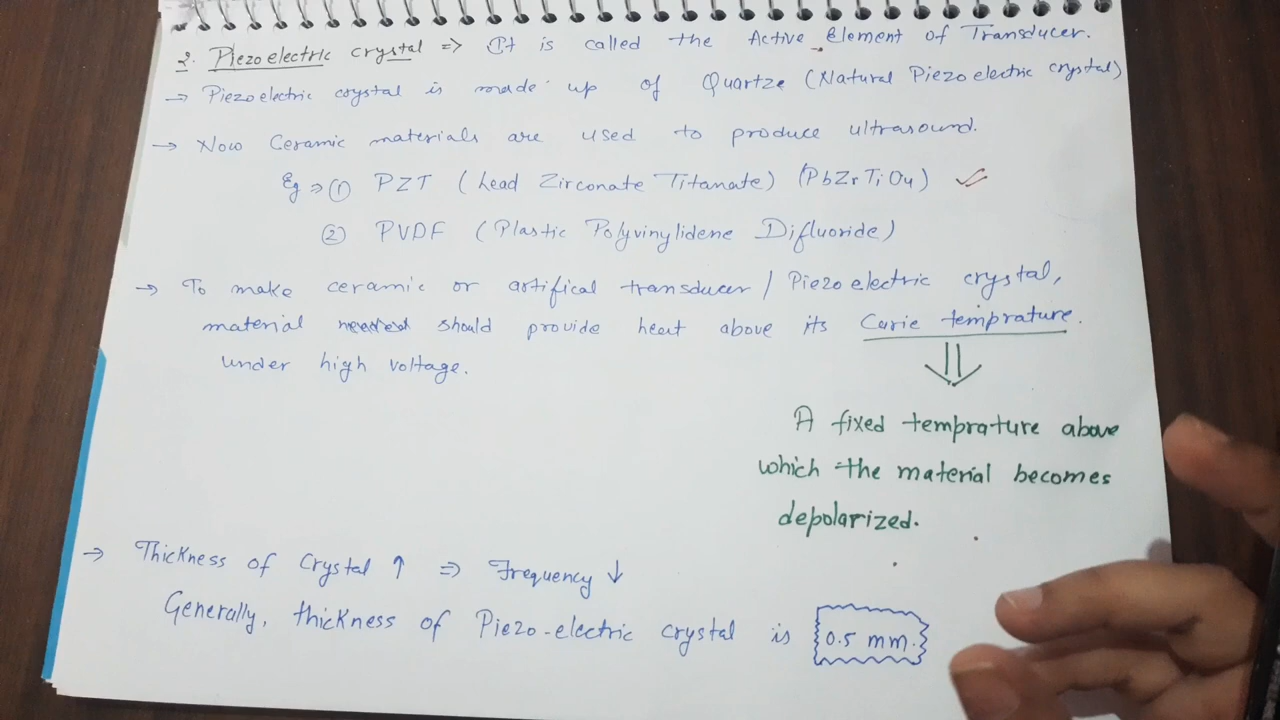 2. Piezoelectric crystal => It is called the Active Element of Transducer.
→ Piezoelectric crystal is made up of Quartze (Natural Piezoelectric crystal)
→ Now Ceramic materials are used to produce ultrasound.
Eg => ① PZT (Lead Zirconate Titanate) (PbZrTiO4) ✓
② PVDF (Plastic Polyvinylidene Difluoride)
→ To make ceramic or artifical transducer / Piezoelectric crystal,
material should provide heat above its Curie temprature.
under high voltage.
⇓
A fixed temprature above
which the material becomes
depolarized.
→ Thickness of Crystal ↑ => Frequency ↓
Generally, thickness of Piezo-electric crystal is 0.5 mm.